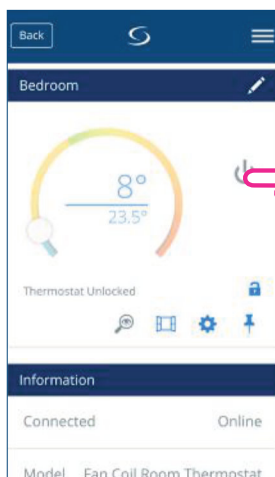 Back
Bedroom
8°
23.5°
Thermostat Unlocked
Information
Connected Online
Model Fan Coil Room Thermostat